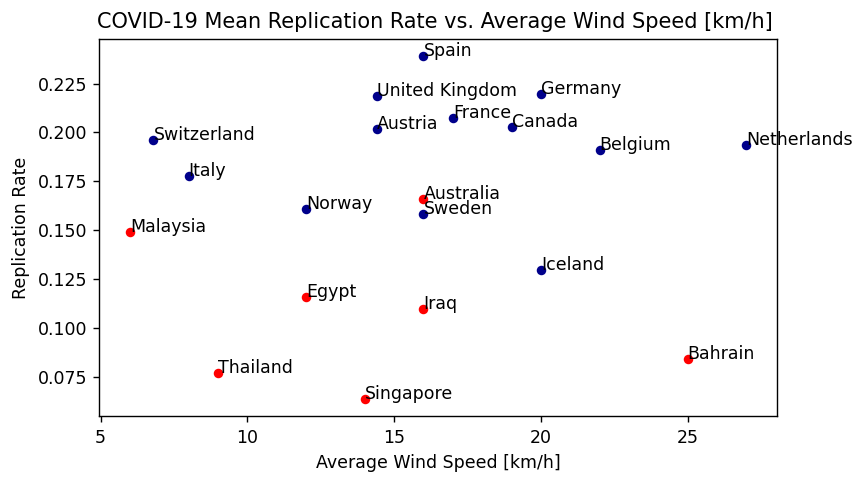 COVID-19 Mean Replication Rate vs. Average Wind Speed [km/h]
Spain
0.225
United Kingdom
Germany
France
Canada
0.200
Austria
Switzerland
Netherlands
Belgium
0.175
Italy
Replication Rate
Australia
Norway
Sweden
0.150
Malaysia
Iceland
0.125
Egypt
Iraq
0.100
Bahrain
0.075
Thailand
Singapore
5
10
15
20
25
Average Wind Speed [km/h]